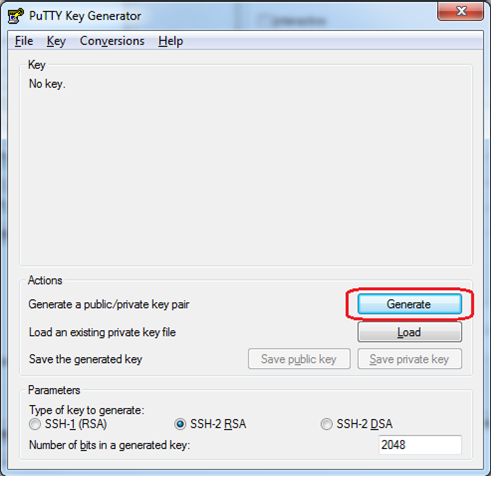 PuTTY Key Generator
File Key Conversions Help
Key
No key.
Actions
Generate a public/private key pair Generate
Load an existing private key file Load
Save the generated key Save public key Save private key
Parameters
Type of key to generate:
SSH-1 (RSA) SSH-2 RSA SSH-2 DSA
Number of bits in a generated key: 2048